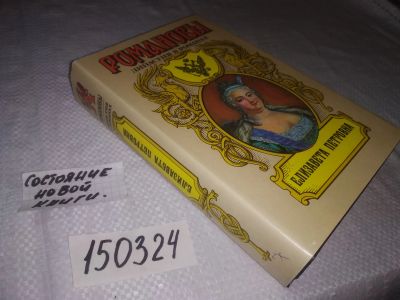 РОМАНОВЫ
ЕЛИЗАВЕТА ПЕТРОВНА
ЕЛИЗАВЕТА ПЕТРОВНА
СОСТОЯНИЕ
НОВОЙ
КНИГИ.
150324